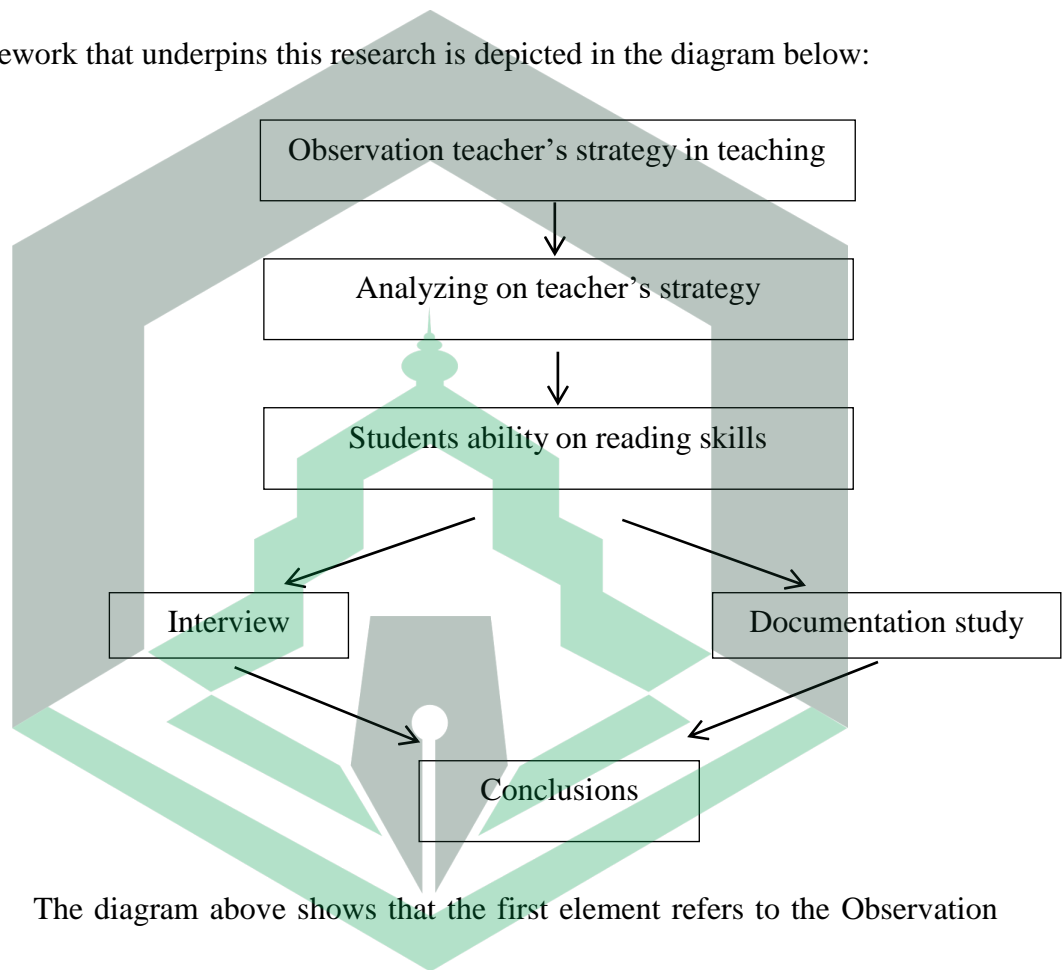 ework that underpins this research is depicted in the diagram below:
Observation teacher’s strategy in teaching
Analyzing on teacher’s strategy
Students ability on reading skills
Interview
Documentation study
Conclusions
The diagram above shows that the first element refers to the Observation